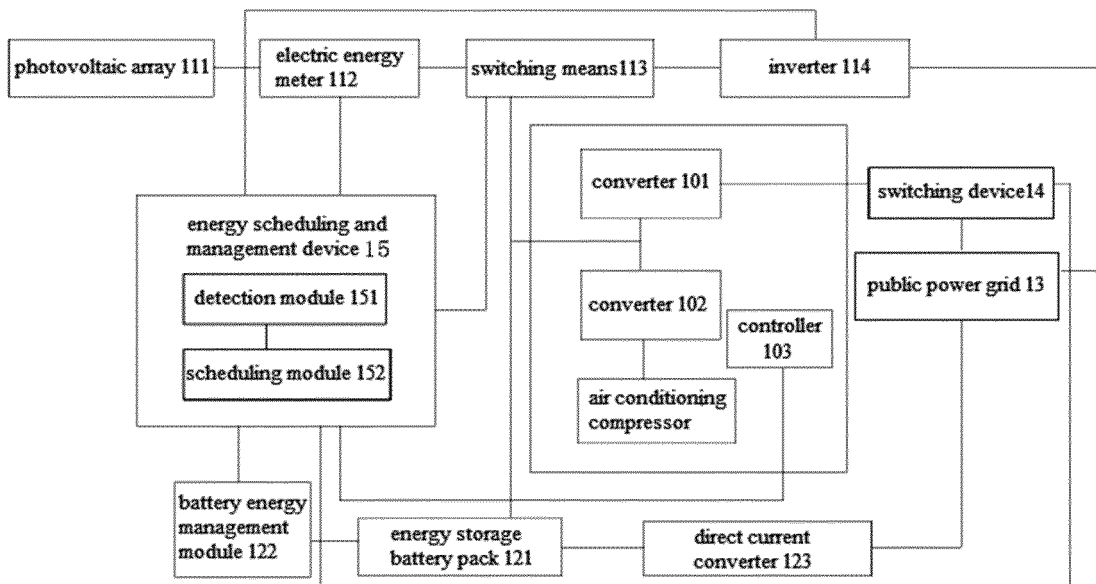 photovoltaic array 111
electric energy
meter 112
switching means113
inverter 114
converter 101
switching device14
energy scheduling and
management device 15
detection module 151
scheduling module 152
converter 102
public power grid 13
controller
103
air conditioning
compressor
battery energy
management
module 122
energy storage
battery pack 121
direct current
converter 123